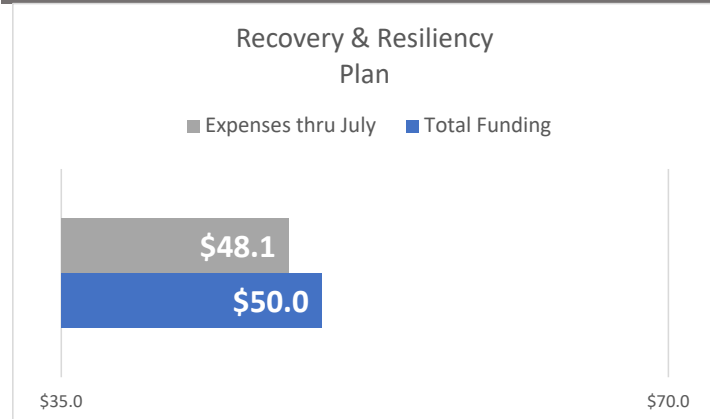 Recovery & Resiliency
Plan
Expenses thru July Total Funding
$48.1
$50.0
$35.0 $70.0